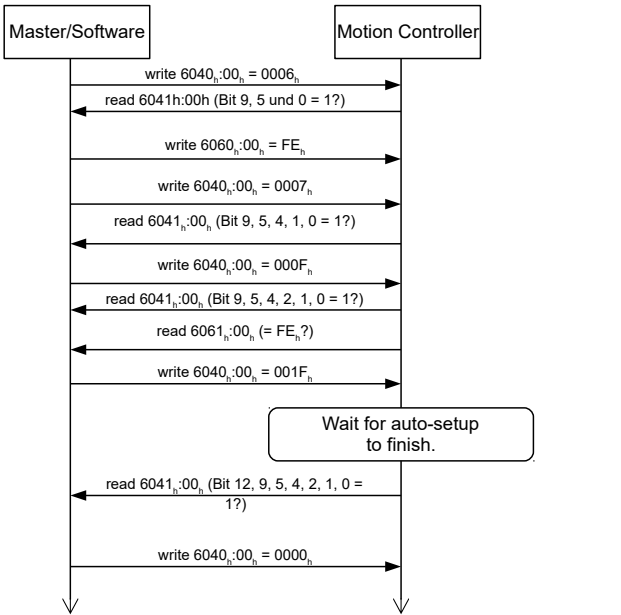 Master/Software
Motion Controller
write 6040ₕ:00ₕ = 0006ₕ
read 6041h:00h (Bit 9, 5 und 0 = 1?)
write 6060ₕ:00ₕ = FEₕ
write 6040ₕ:00ₕ = 0007ₕ
read 6041ₕ:00ₕ (Bit 9, 5, 4, 1, 0 = 1?)
write 6040ₕ:00ₕ = 000Fₕ
read 6041ₕ:00ₕ (Bit 9, 5, 4, 2, 1, 0 = 1?)
read 6061ₕ:00ₕ (= FEₕ?)
write 6040ₕ:00ₕ = 001Fₕ
Wait for auto-setup
to finish.
read 6041ₕ:00ₕ (Bit 12, 9, 5, 4, 2, 1, 0 =
1?)
write 6040ₕ:00ₕ = 0000ₕ